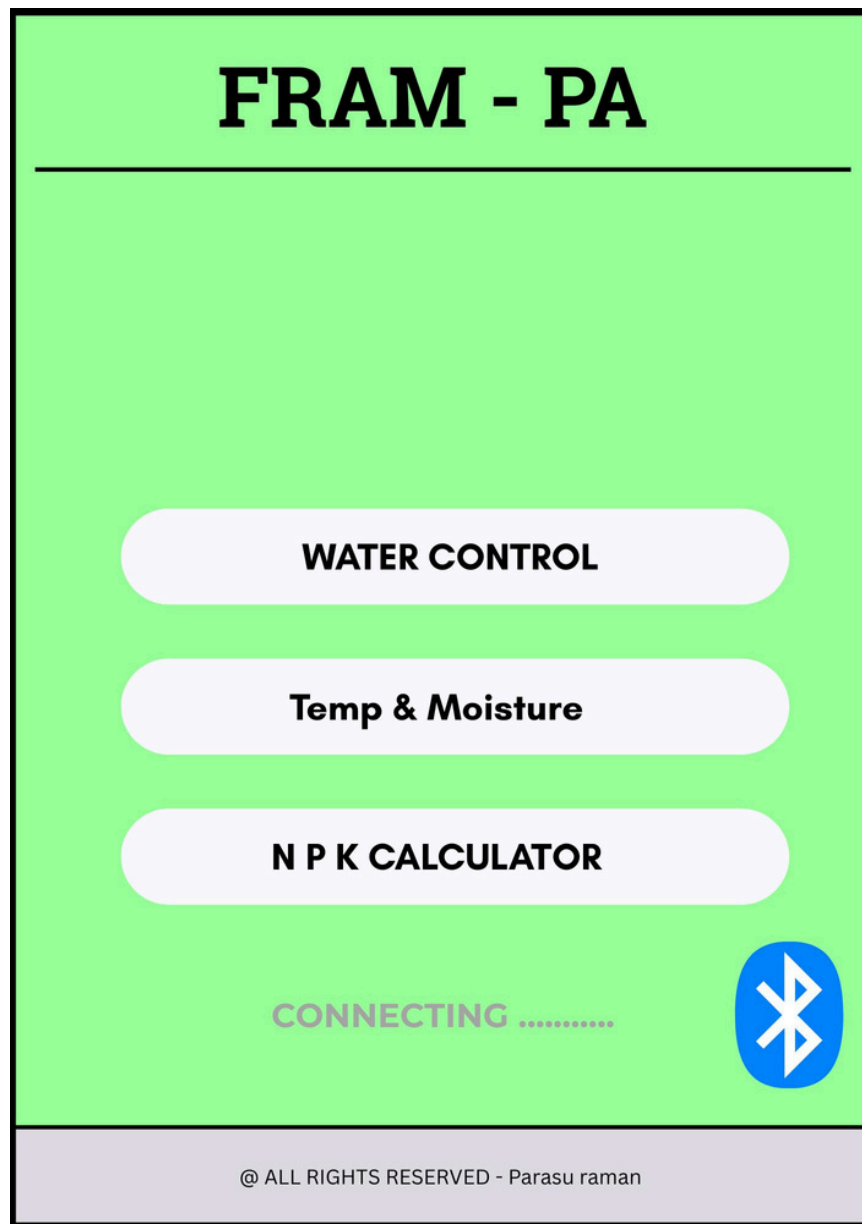 FRAM - PA
WATER CONTROL
Temp & Moisture
N P K CALCULATOR
CONNECTING ...........
@ ALL RIGHTS RESERVED - Parasu raman